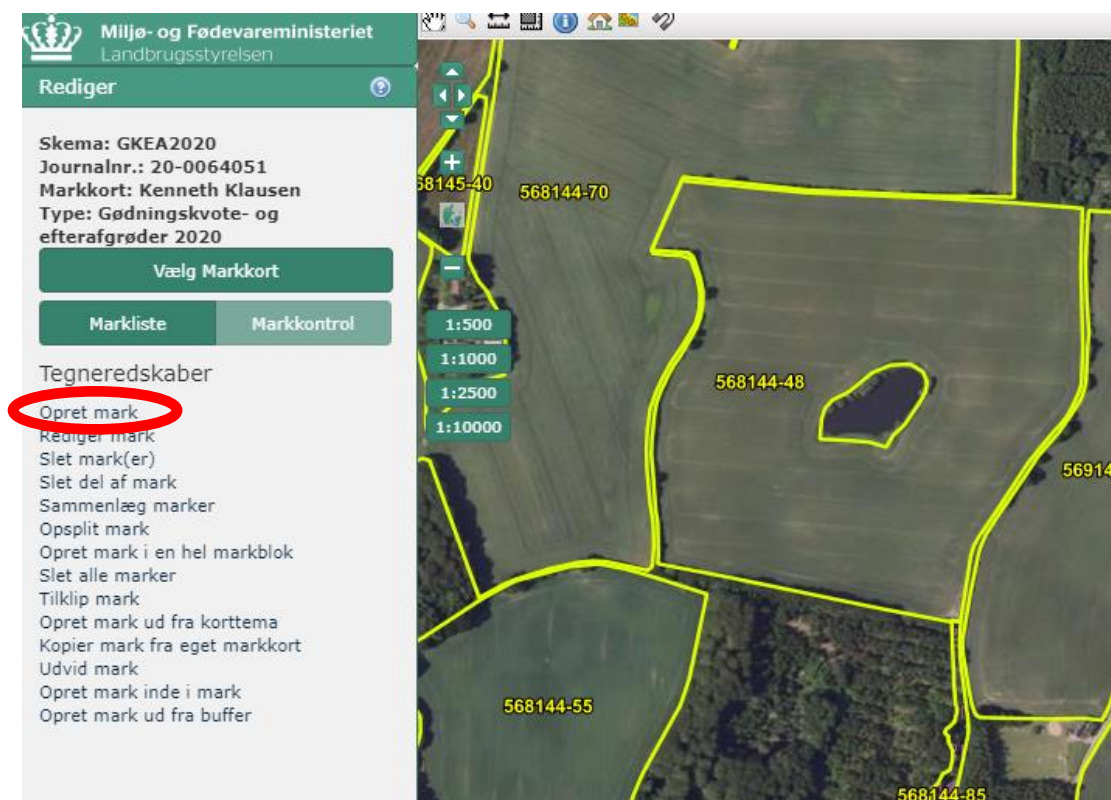 Miljø- og Fødevareministeriet
Landbrugsstyrelsen
Rediger
Skema: GKEA2020
Journalnr.: 20-0064051
Markkort: Kenneth Klausen
Type: Gødningskvote- og
efterafgrøder 2020
Vælg Markkort
Markliste Markkontrol
Tegneredskaber
Opret mark
Rediger mark
Slet mark(er)
Slet del af mark
Sammenlæg marker
Opsplit mark
Opret mark i en hel markblok
Slet alle marker
Tilklip mark
Opret mark ud fra korttema
Kopier mark fra eget markkort
Udvid mark
Opret mark inde i mark
Opret mark ud fra buffer
58145-40
568144-70
1:500
1:1000
1:2500
1:10000
568144-48
56914
568144-55
568144-85